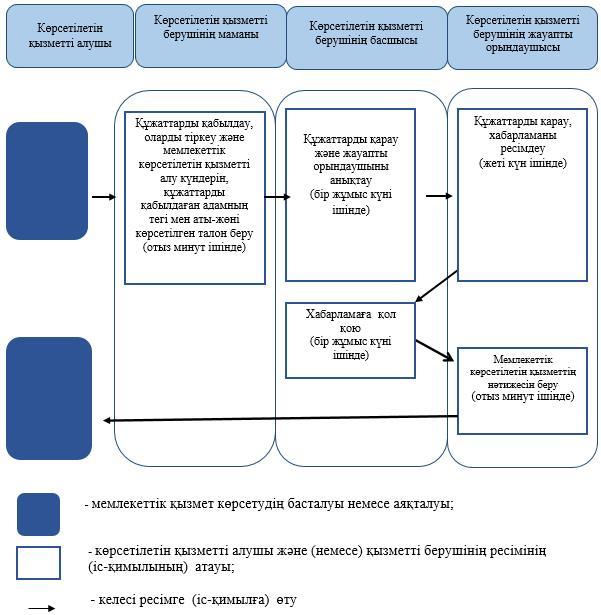 Көрсетілетін
қызметті алушы
Көрсетілетін қызметті
берушінің маманы
Көрсетілетін қызметті
берушінің басшысы
Көрсетілетін қызметті
берушінің жауапты
орындаушысы
Құжаттарды қабылдау,
оларды тіркеу және
мемлекеттік
көрсетілетін қызметті
алу күндерін,
құжаттарды
қабылдаған адамның
тегі мен аты-жөні
көрсетілген талон беру
(отыз минут ішінде)
Құжаттарды қарау
және жауапты
орындаушыны
анықтау
(бір жұмыс күні
ішінде)
Құжаттарды қарау,
хабарламаны
ресімдеу
(жеті күн ішінде)
Хабарламаға қол
қою
(бір жұмыс күні
ішінде)
Мемлекеттік
көрсетілетін қызметтің
нәтижесін беру
(отыз минут ішінде)
- мемлекеттік қызмет көрсетудің басталуы немесе аяқталуы;
- көрсетілетін қызметті алушы және (немесе) қызметті берушінің ресімінің
(іс-қимылының) атауы;
- келесі ресімге (іс-қимылға) өту